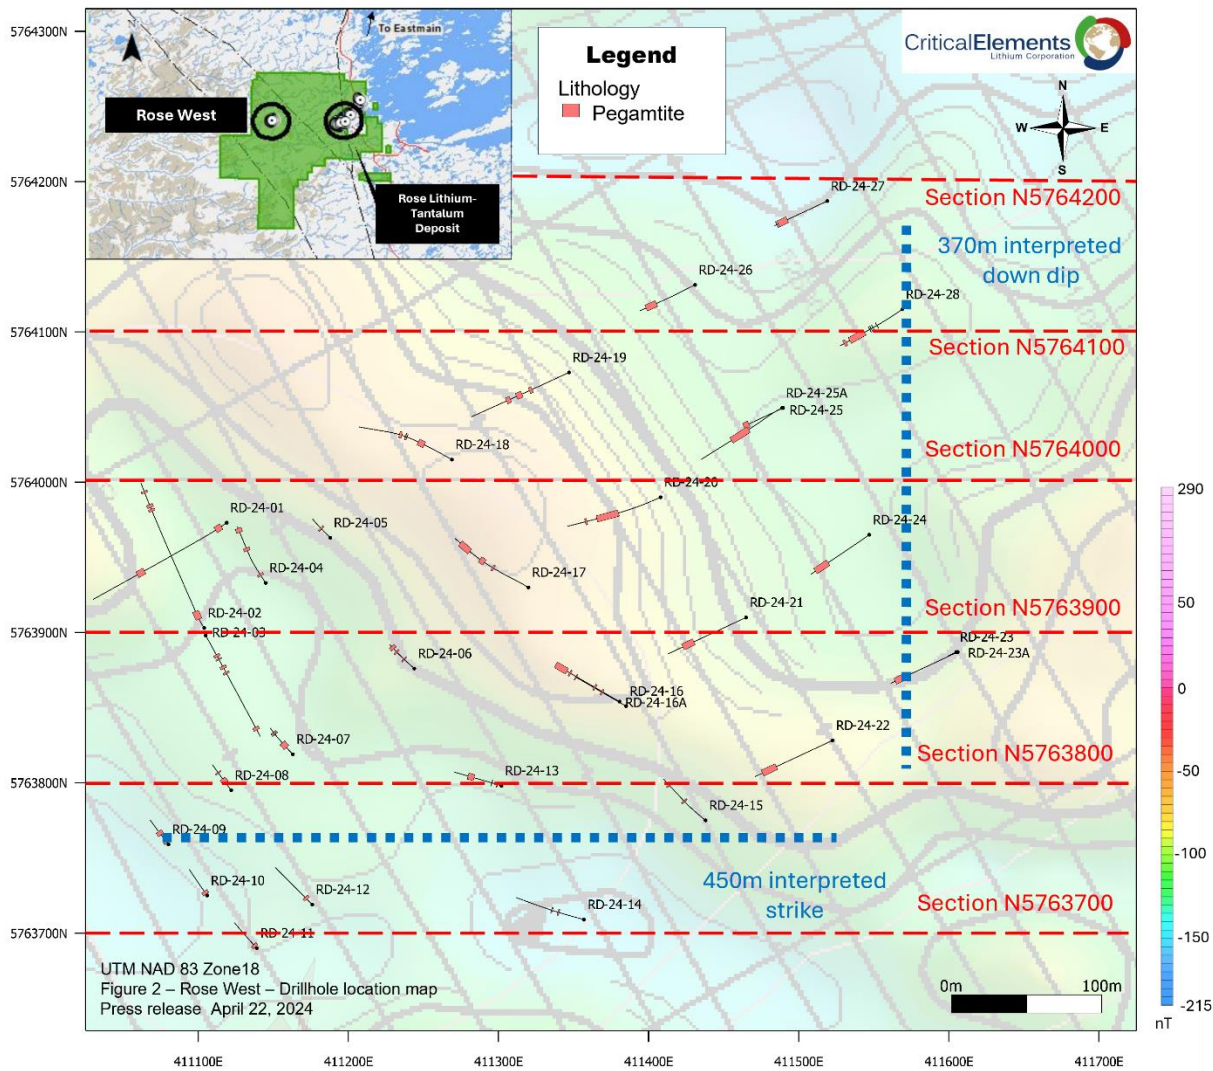 5764300N
5764200N
5764100N
5764000N
5763900N
5763800N
5763700N
To Eastmain
Rose West
Rose Lithium-
Tantalum
Deposit
Legend
Lithology
Pegamtite
CriticalElements
Lithium Corporation
N
W
E
S
RD-24-27
Section N5764200
370m interpreted
down dip
RD-24-26
RD-24-28
Section N5764100
RD-24-19
RD-24-25A
RD-24-25
RD-24-18
Section N5764000
RD-24-20
RD-24-01
RD-24-05
RD-24-24
RD-24-04
RD-24-17
RD-24-02
RD-24-21
Section N5763900
RD-24-03
RD-24-23
RD-24-23A
RD-24-06
RD-24-16
RD-24-16A
RD-24-22
RD-24-07
Section N5763800
RD-24-08
RD-24-13
RD-24-15
RD-24-09
450m interpreted
strike
RD-24-10
RD-24-12
RD-24-14
Section N5763700
RD-24-11
UTM NAD 83 Zone18
Figure 2 – Rose West – Drillhole location map
Press release April 22, 2024
0m
100m
290
50
0
-50
-100
-150
-215
nT
411100E
411200E
411300E
411400E
411500E
411600E
411700E